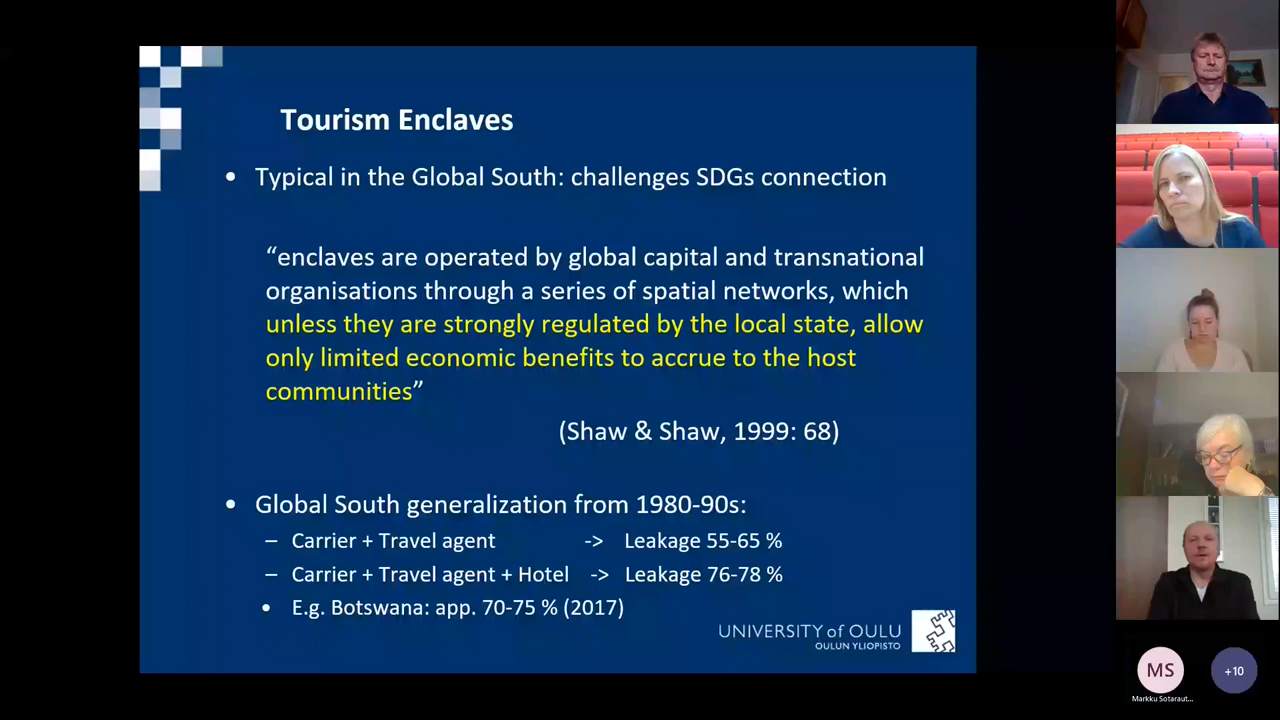 Tourism Enclaves
• Typical in the Global South: challenges SDGs connection
“enclaves are operated by global capital and transnational
organisations through a series of spatial networks, which
unless they are strongly regulated by the local state, allow
only limited economic benefits to accrue to the host
communities”
(Shaw & Shaw, 1999: 68)
• Global South generalization from 1980-90s:
– Carrier + Travel agent -> Leakage 55-65 %
– Carrier + Travel agent + Hotel -> Leakage 76-78 %
• E.g. Botswana: app. 70-75 % (2017)
UNIVERSITY of OULU
OULUN YLIOPISTO
MS
+10
Markku Sotaraut...